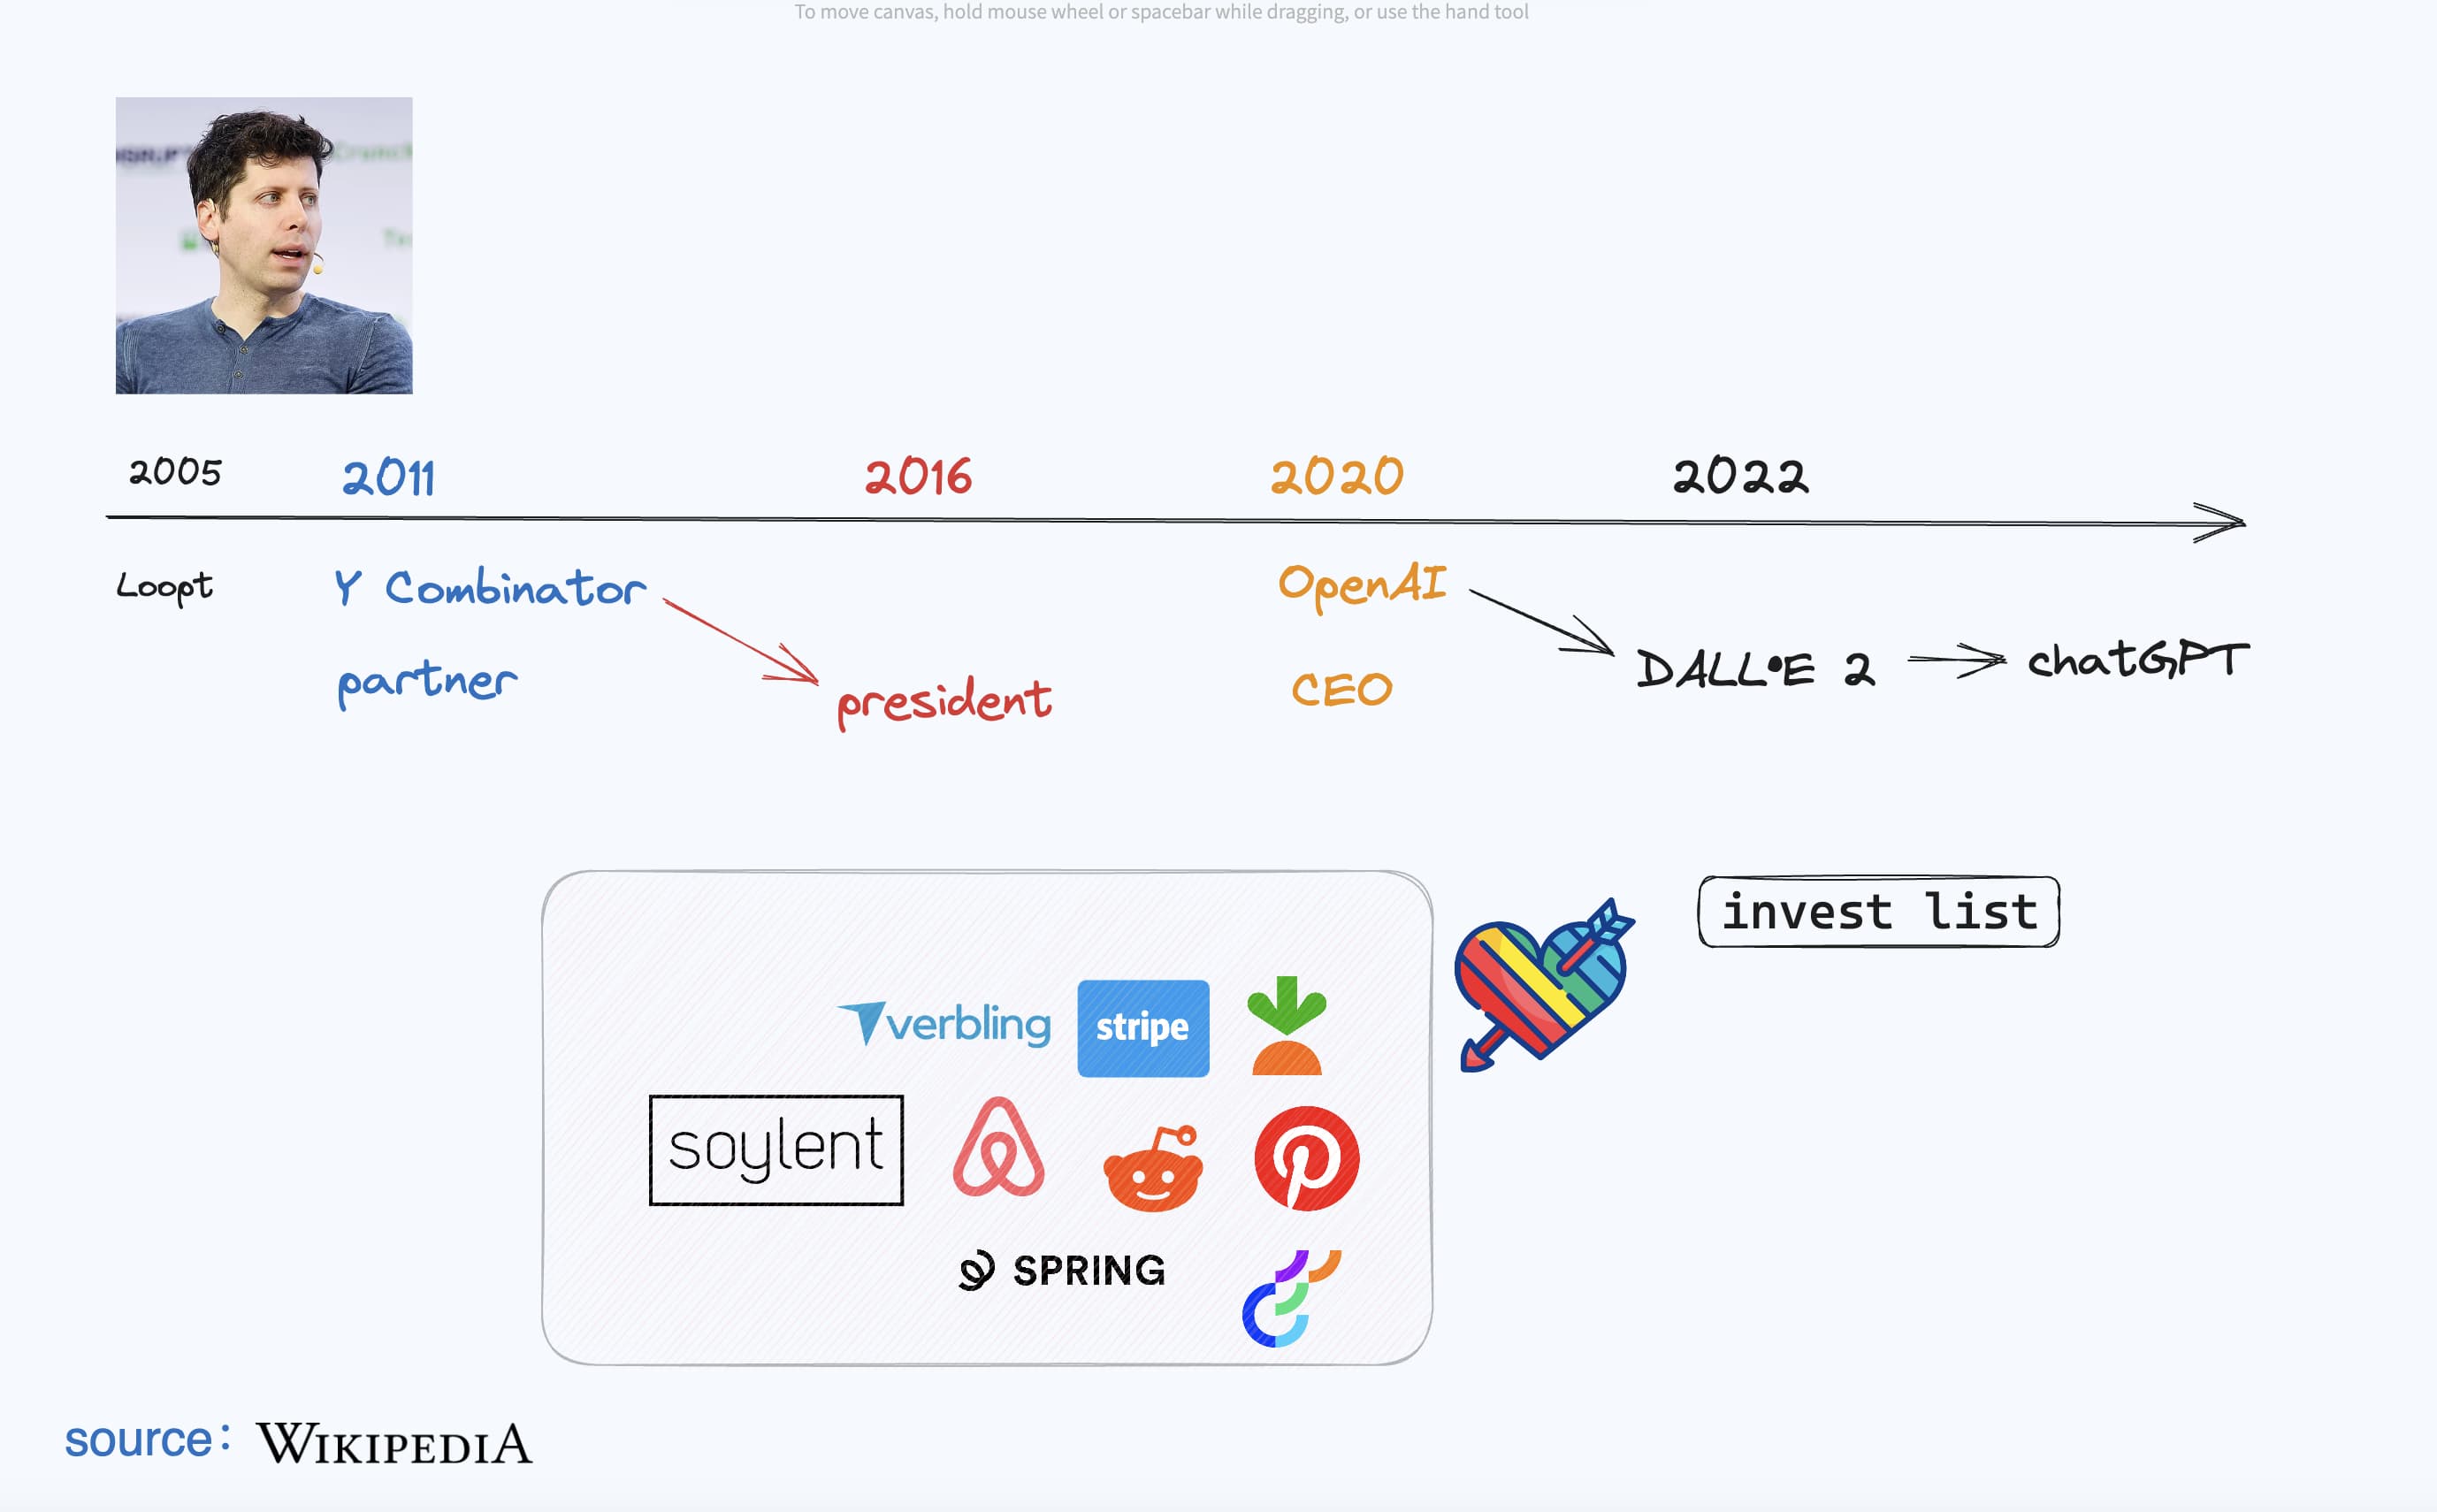 To move canvas, hold mouse wheel or spacebar while dragging, or use the hand tool
2005 2011 2016 2020 2022
Loopt Y Combinator OpenAI
DALL•E 2 chatGPT
partner president CEO
invest list
verbling stripe
soylent
SPRING
source: WIKIPEDIA